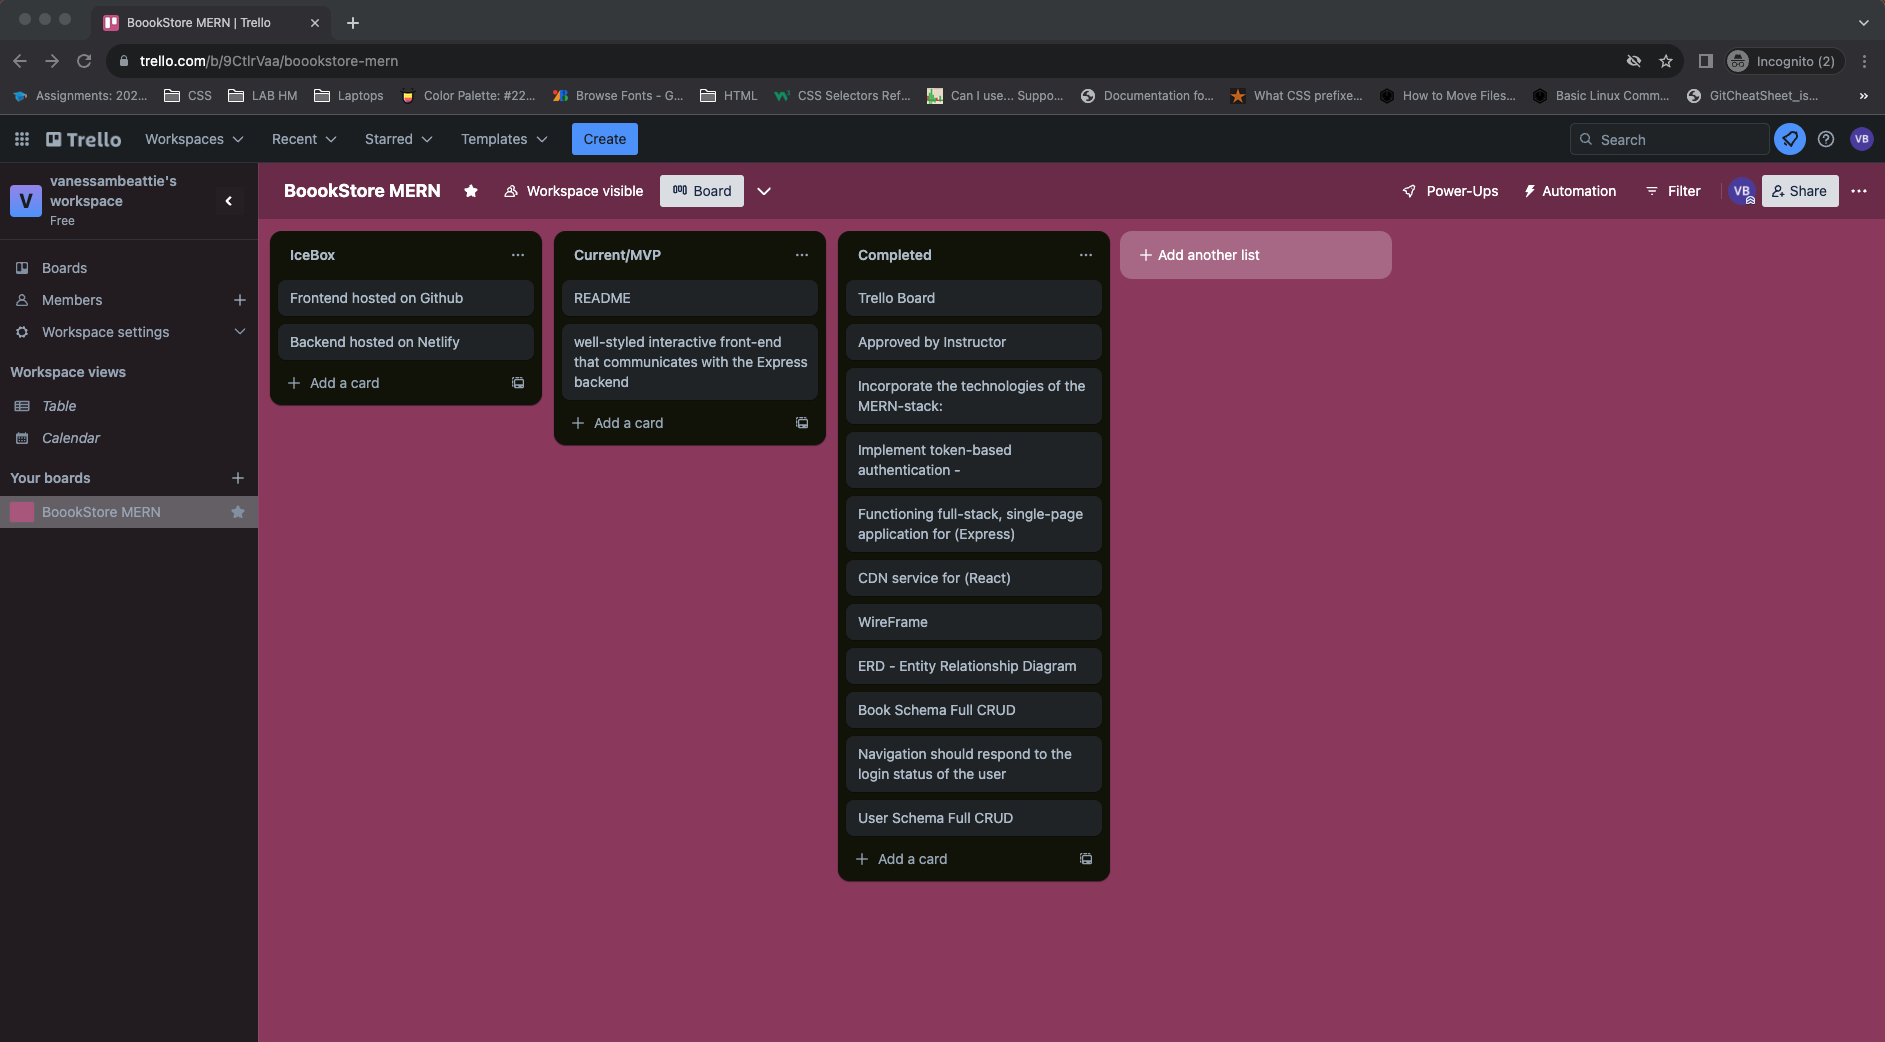 BoookStore MERN | Trello
trello.com/b/9CtIrVaa/boookstore-mern
Incognito (2)
Assignments: 202...
CSS
LAB HM
Laptops
Color Palette: #22...
Browse Fonts - G...
HTML
CSS Selectors Ref...
Can I use... Suppo...
Documentation fo...
What CSS prefixe...
How to Move Files...
Basic Linux Comm...
GitCheatSheet_is...
»
Trello
Workspaces
Recent
Starred
Templates
Create
Search
VB
V
vanessambeattie's
workspace
Free
BoookStore MERN
Workspace visible
Board
Power-Ups
Automation
Filter
VB
Share
Boards
Members
Workspace settings
Workspace views
Table
Calendar
Your boards
BoookStore MERN
IceBox
Frontend hosted on Github
Backend hosted on Netlify
Add a card
Current/MVP
README
well-styled interactive front-end
that communicates with the Express
backend
Add a card
Completed
Trello Board
Approved by Instructor
Incorporate the technologies of the
MERN-stack:
Implement token-based
authentication -
Functioning full-stack, single-page
application for (Express)
CDN service for (React)
WireFrame
ERD - Entity Relationship Diagram
Book Schema Full CRUD
Navigation should respond to the
login status of the user
User Schema Full CRUD
Add a card
Add another list